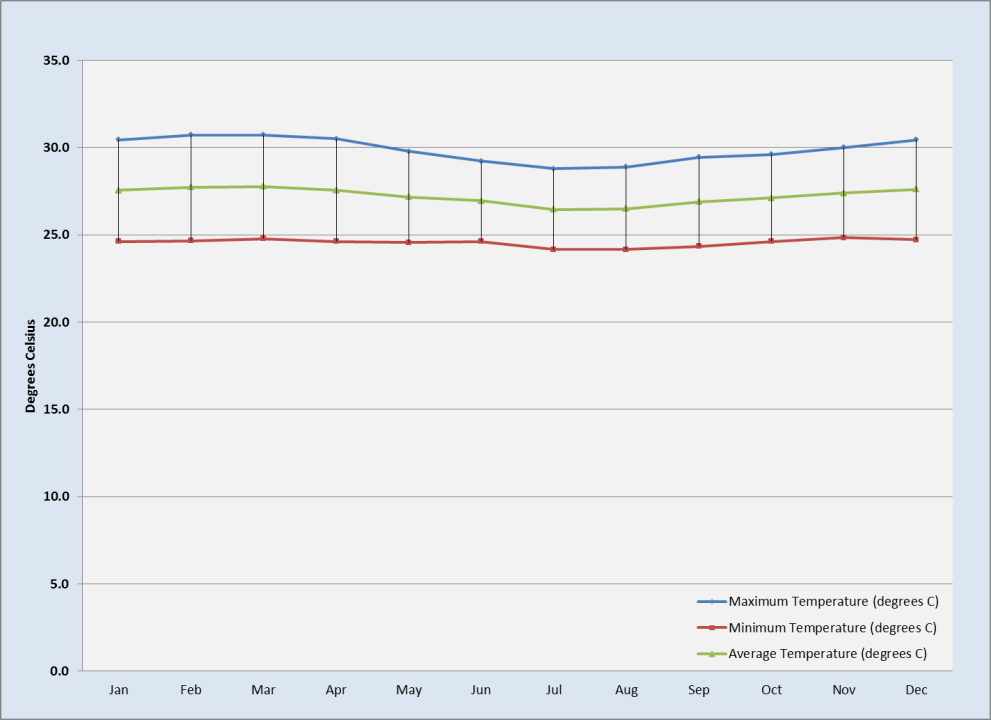 35.0
30.0
25.0
20.0
15.0
10.0
5.0
0.0
Degrees Celsius
Maximum Temperature (degrees C)
Minimum Temperature (degrees C)
Average Temperature (degrees C)
Jan Feb Mar Apr May Jun Jul Aug Sep Oct Nov Dec